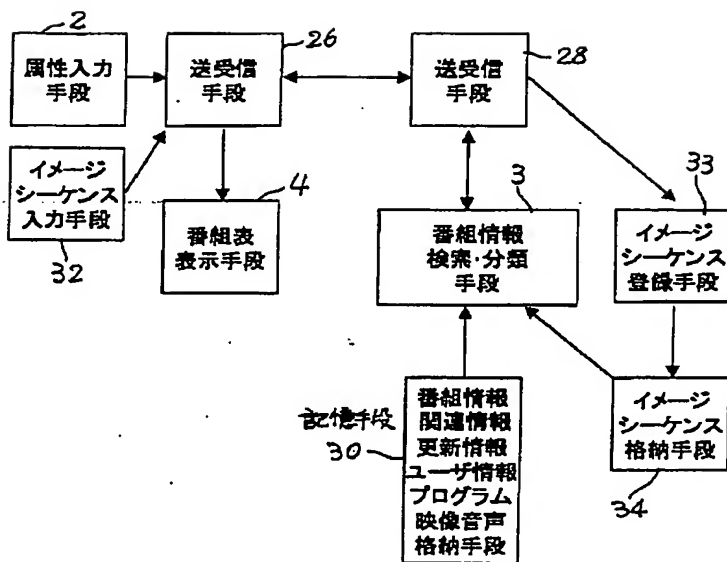 2
属性入力
手段
26
送受信
手段
28
送受信
手段
イメージ
シーケンス
入力手段
32
4
番組表
表示手段
3
番組情報
検索・分類
手段
33
イメージ
シーケンス
登録手段
記憶手段
30
番組情報
関連情報
更新情報
ユーザ情報
プログラム
映像音声
格納手段
イメージ
シーケンス
格納手段
34